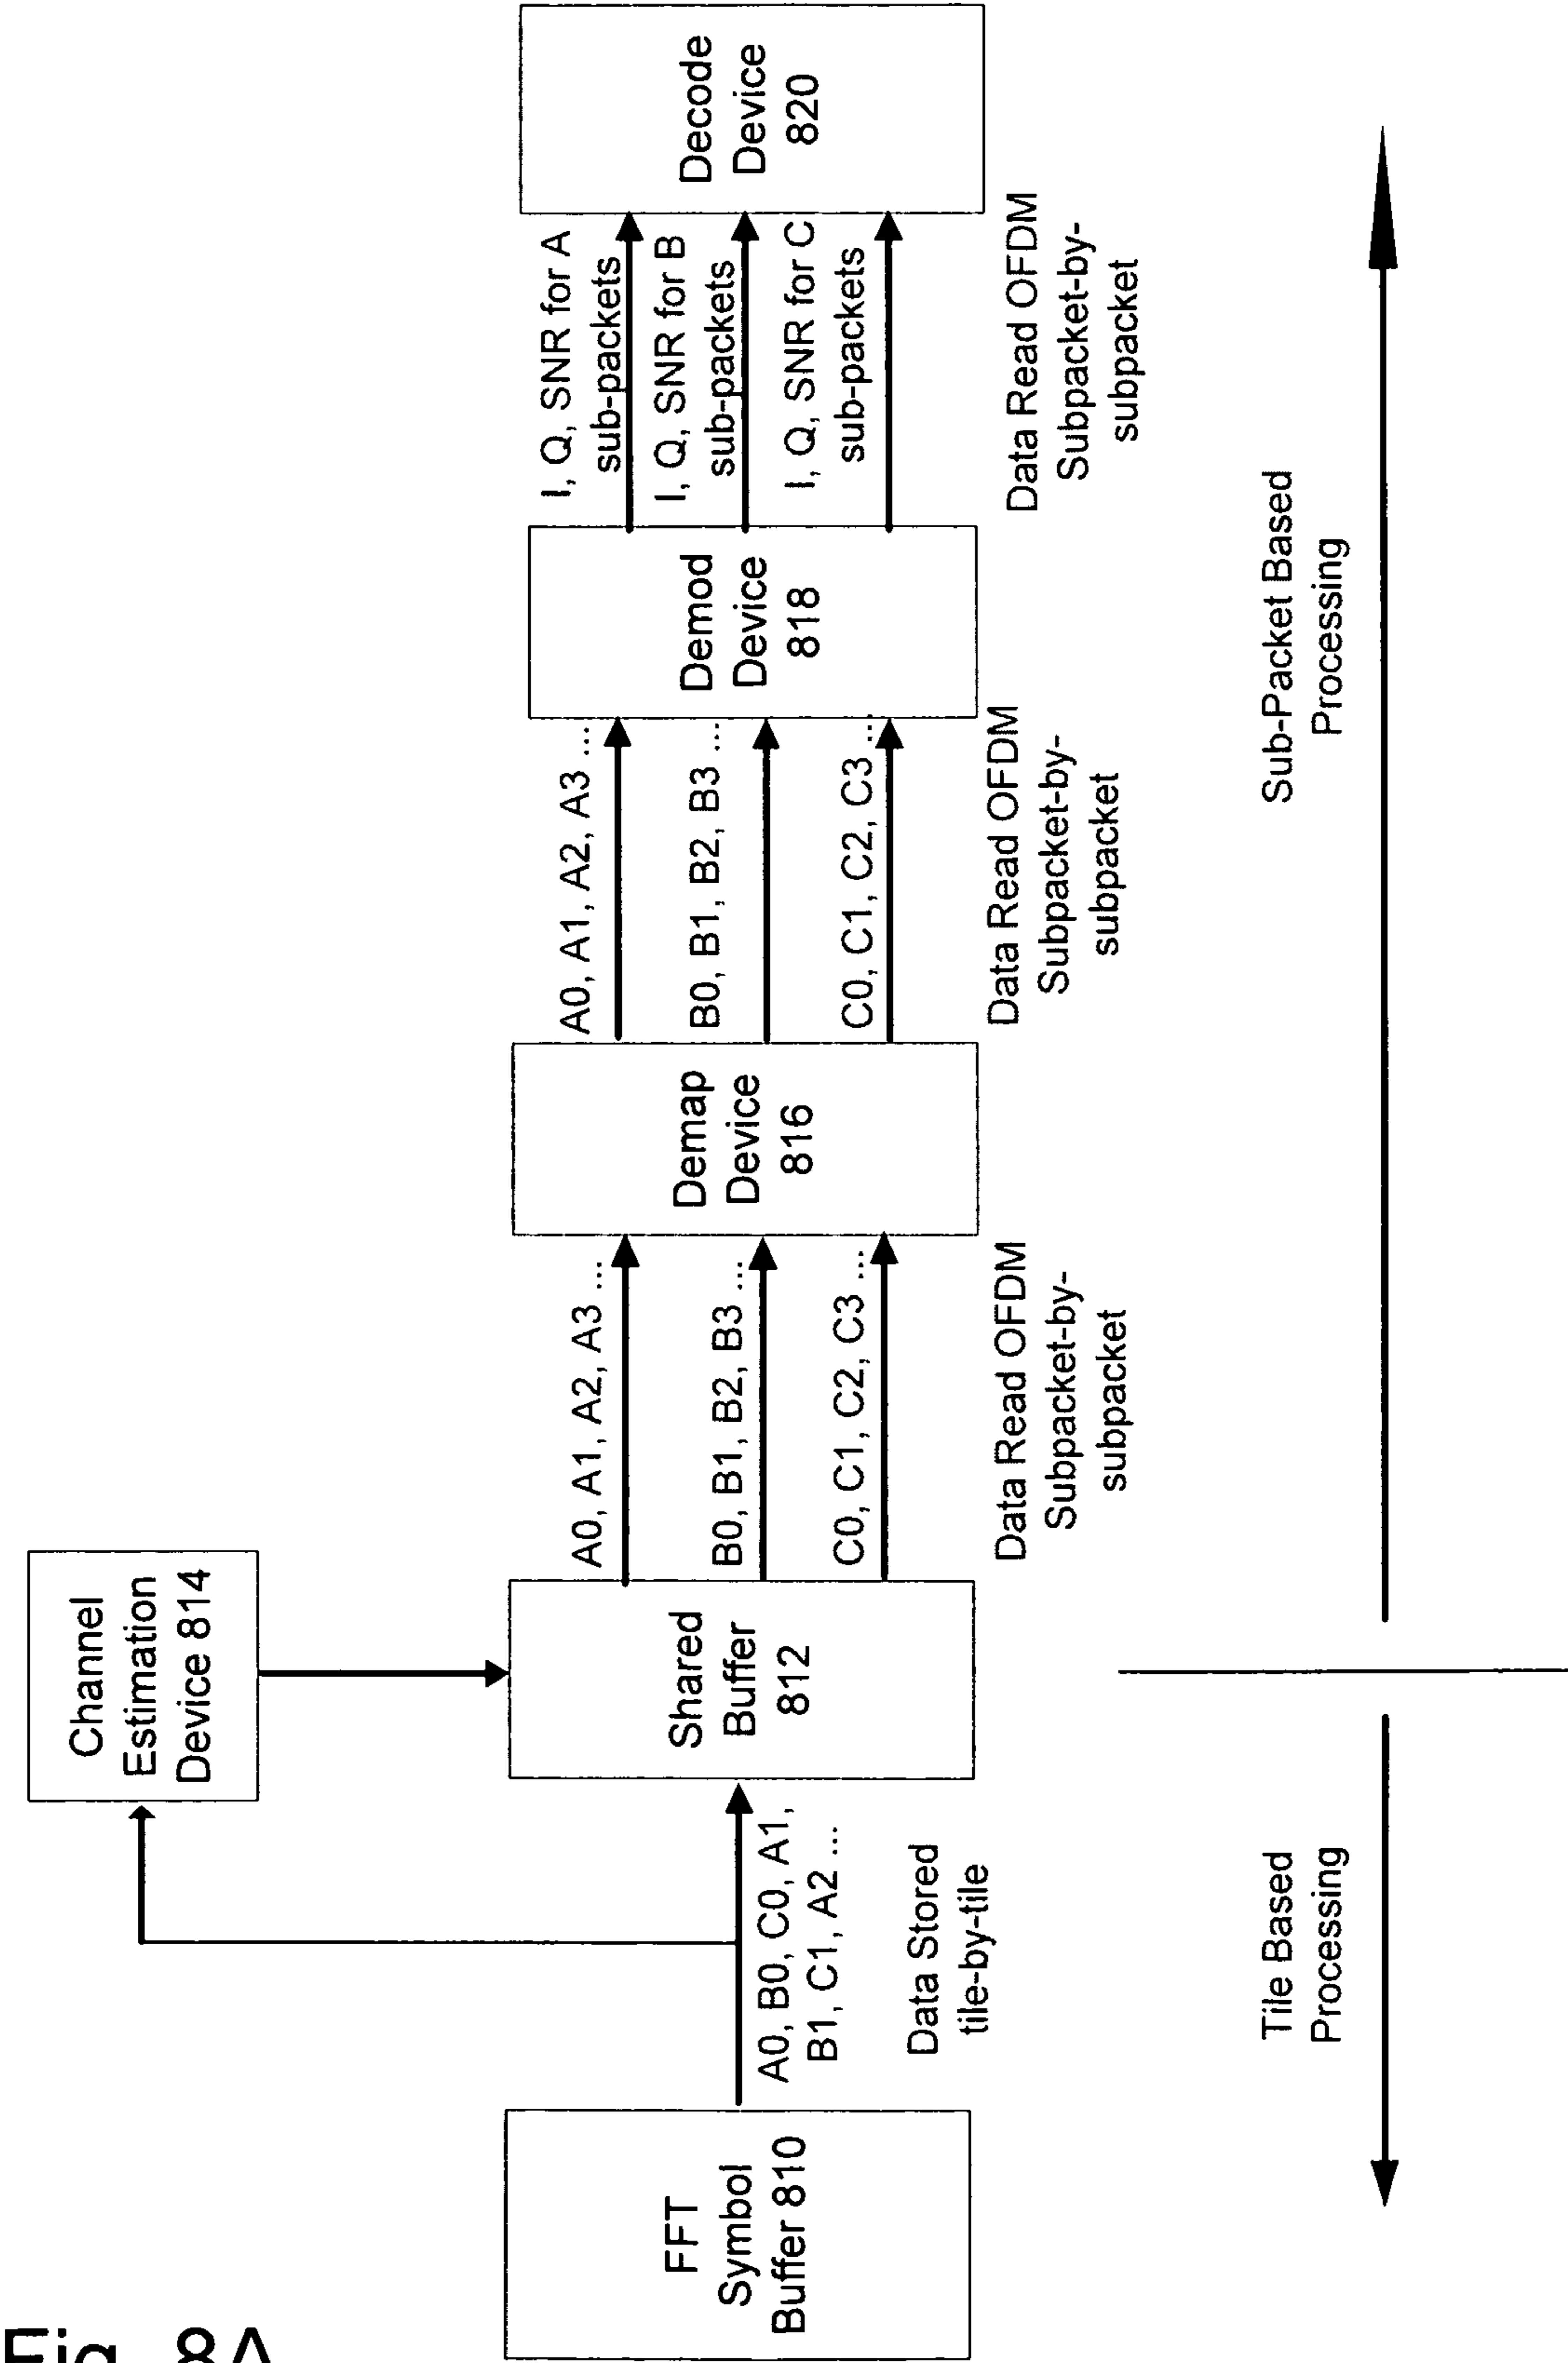 Fig. 8A
Channel
Estimation
Device 814
FFT
Symbol
Buffer 810
A0, B0, C0, A1,
B1, C1, A2 ...
Data Stored
tile-by-tile
Shared
Buffer
812
A0, A1, A2, A3 ...
B0, B1, B2, B3 ...
C0, C1, C2, C3 ...
Data Read OFDM
Subpacket-by-
subpacket
Demap
Device
816
A0, A1, A2, A3 ...
B0, B1, B2, B3 ...
C0, C1, C2, C3 ...
Data Read OFDM
Subpacket-by-
subpacket
Demod
Device
818
I, Q, SNR for A
sub-packets
I, Q, SNR for B
sub-packets
I, Q, SNR for C
sub-packets
Data Read OFDM
Subpacket-by-
subpacket
Decode
Device
820
Tile Based
Processing
Sub-Packet Based
Processing